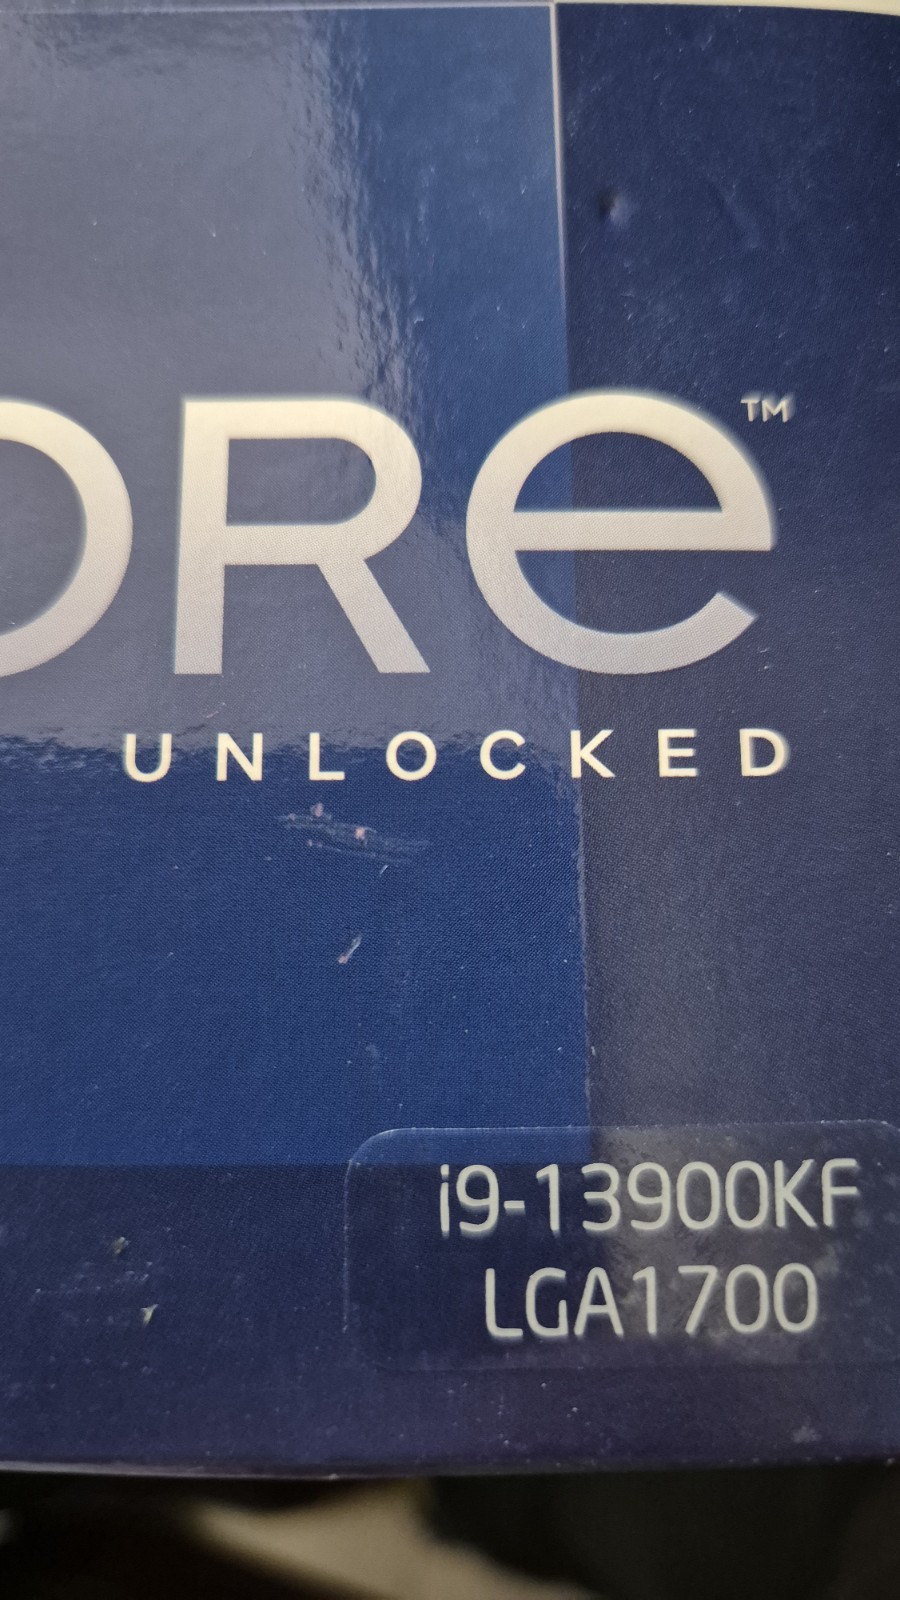 ORe™
UNLOCKED
i9-13900KF
LGA1700